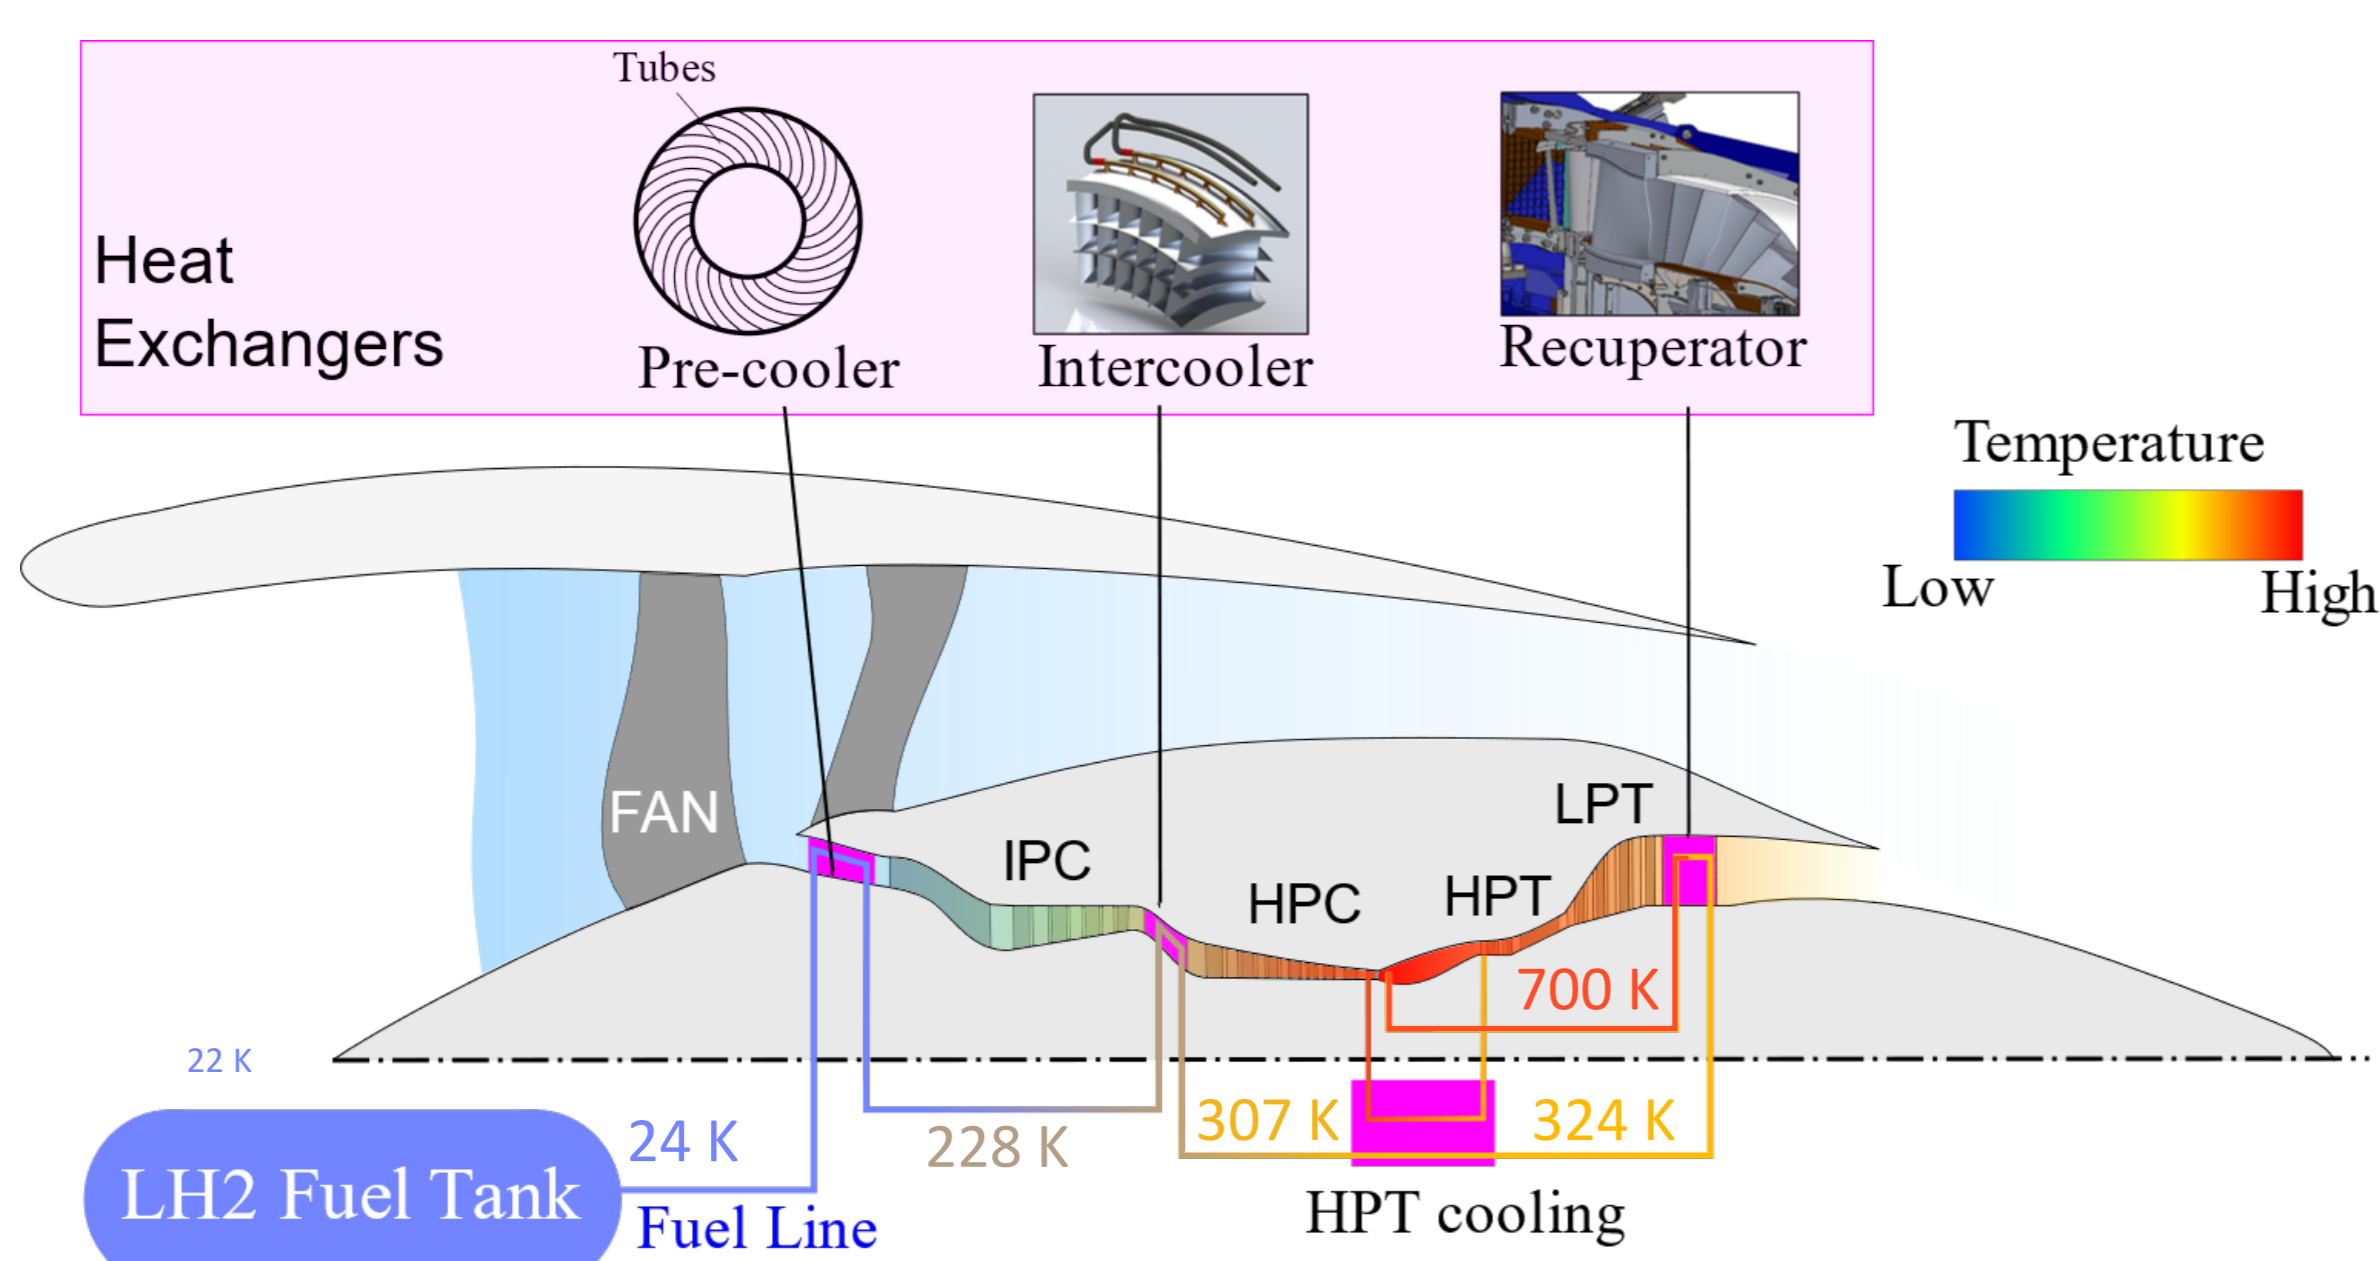 Tubes
Heat
Exchangers
Pre-cooler
Intercooler
Recuperator
Temperature
Low
High
FAN
IPC
HPC
HPT
LPT
700 K
22 K
24 K
228 K
307 K
324 K
LH2 Fuel Tank
Fuel Line
HPT cooling